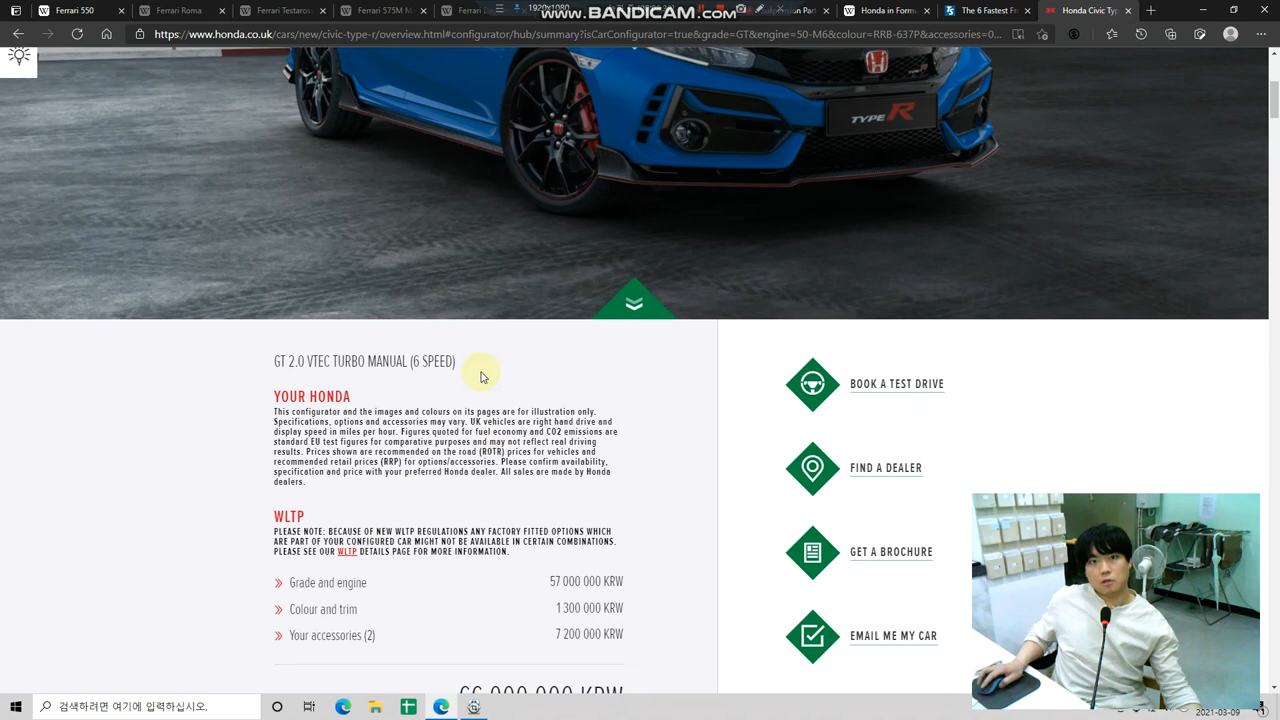 Ferrari 550
Ferrari Roma
Ferrari 575M M
Ferrari 430
1920x1080
WWW.BANDICAM.COM
Honda in
The 6 Fastest F
Honda Civic Typ
https://www.honda.co.uk/cars/new/civic-type-r/overview.html#configurator/hub/summary?isCarConfigurator=true&grade=GT&engine=50-M6&colour=RRB-637P&accessories=0...
TYPE R
GT 2.0 VTEC TURBO MANUAL (6 SPEED)
YOUR HONDA
This configurator and the images and colours on its pages are for illustration only.
Specifications, options and accessories may vary. UK vehicles are right hand drive and
display speed in miles per hour. Figures quoted for fuel economy and CO2 emissions are
standard EU test figures for comparative purposes and may not reflect real driving
results. Prices shown are recommended on the road (ROTR) prices for vehicles and
recommended retail prices (RRP) for options/accessories. Please confirm availability,
specification and price with your preferred Honda dealer. All sales are made by Honda
dealers.
WLTP
PLEASE NOTE: BECAUSE OF NEW WLTP REGULATIONS ANY FACTORY FITTED OPTIONS WHICH
ARE PART OF YOUR CONFIGURED CAR MIGHT NOT BE AVAILABLE IN CERTAIN COMBINATIONS.
PLEASE SEE OUR WLTP DETAILS PAGE FOR MORE INFORMATION.
Grade and engine 57 000 000 KRW
Colour and trim 1 300 000 KRW
Your accessories (2) 7 200 000 KRW
BOOK A TEST DRIVE
FIND A DEALER
GET A BROCHURE
EMAIL ME MY CAR
검색하려면 여기에 입력하십시오.
2021-03-09